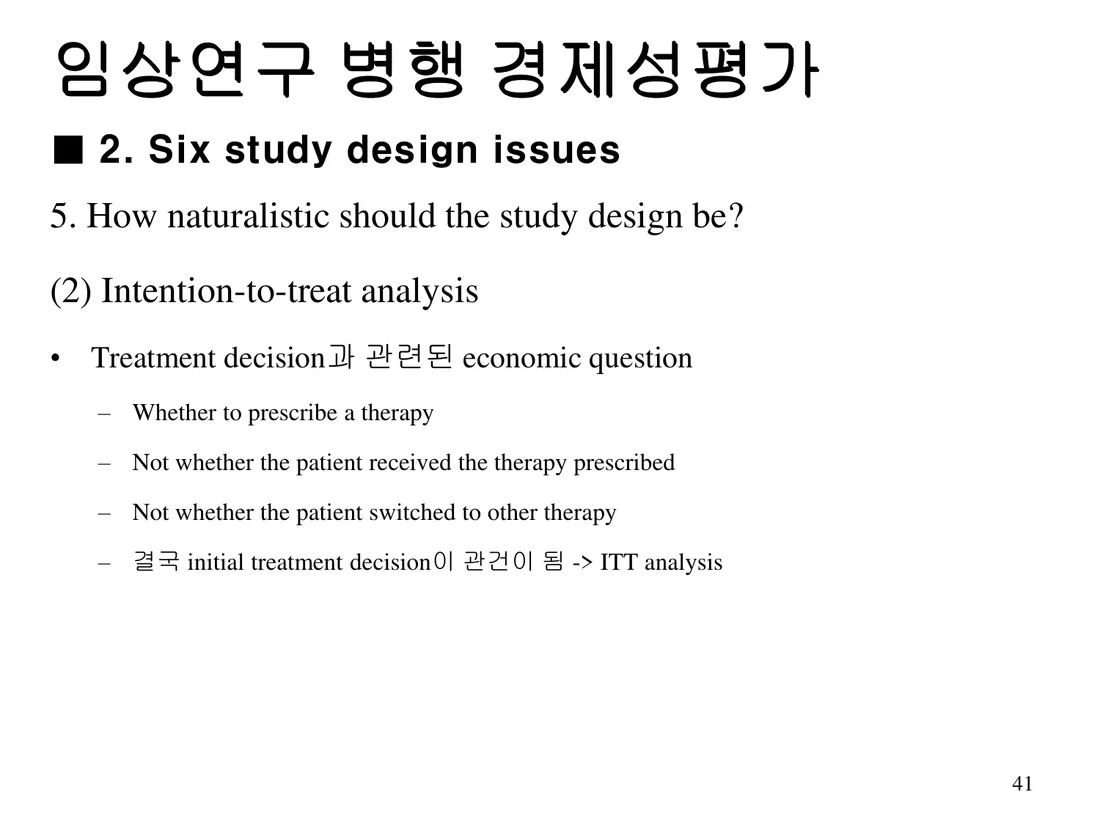 임상연구 병행 경제성평가
■ 2. Six study design issues
5. How naturalistic should the study design be?
(2) Intention-to-treat analysis
• Treatment decision과 관련된 economic question
– Whether to prescribe a therapy
– Not whether the patient received the therapy prescribed
– Not whether the patient switched to other therapy
– 결국 initial treatment decision이 관건이 됨 -> ITT analysis
41